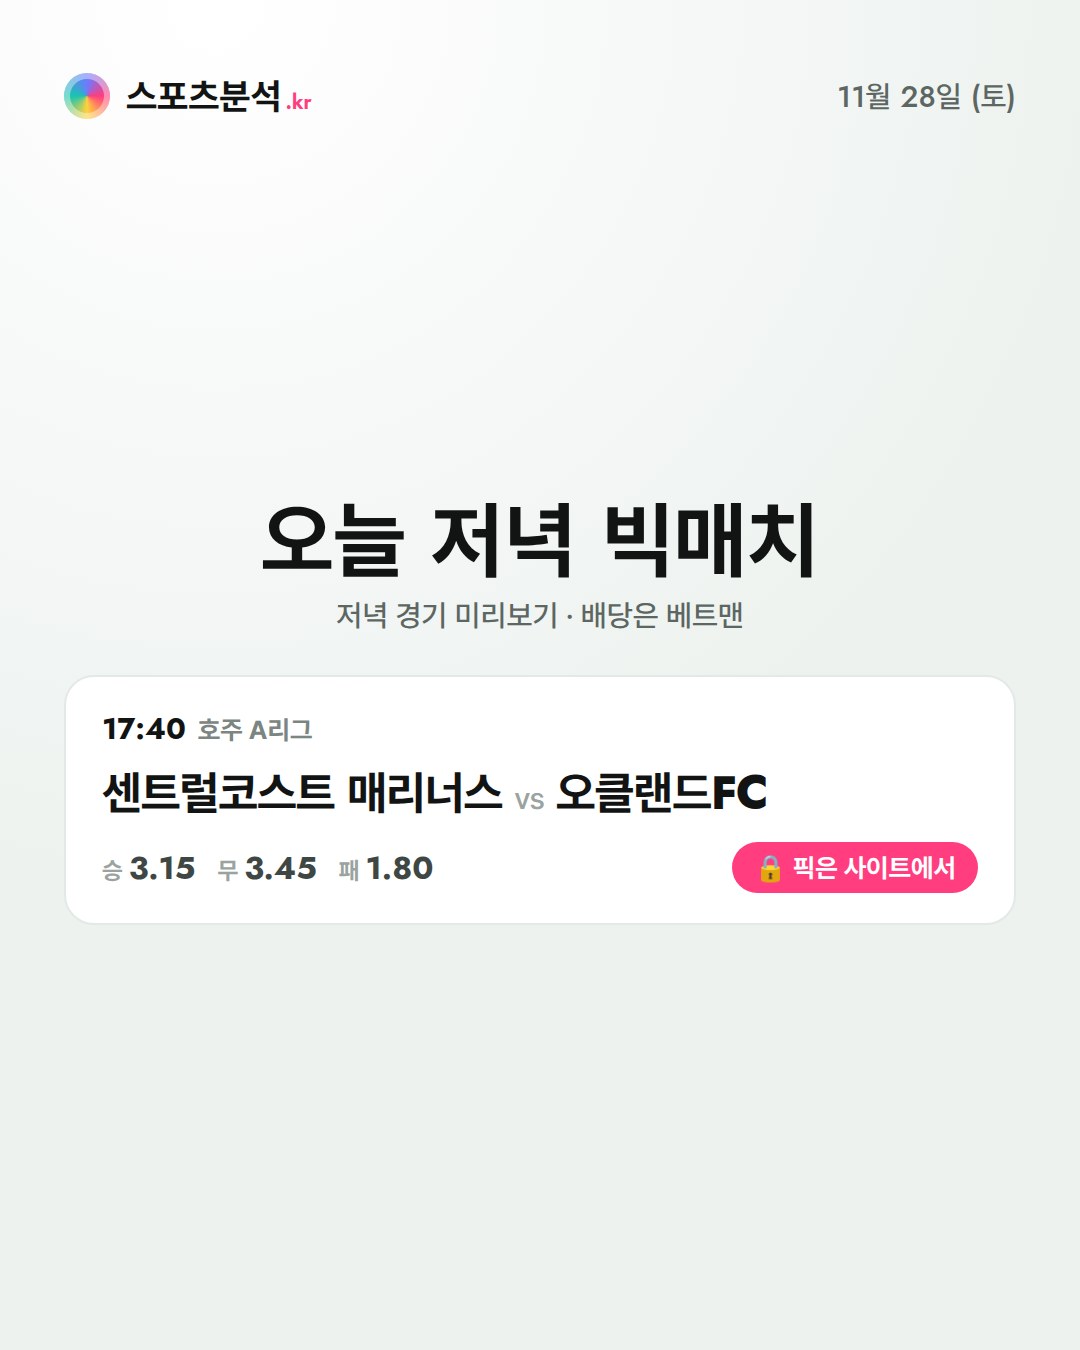 스포츠분석.kr
11월 28일 (토)
오늘 저녁 빅매치
저녁 경기 미리보기 · 배당은 베트맨
17:40 호주 A리그
센트럴코스트 매리너스 VS 오클랜드FC
승 3.15 무 3.45 패 1.80
🔒 픽은 사이트에서